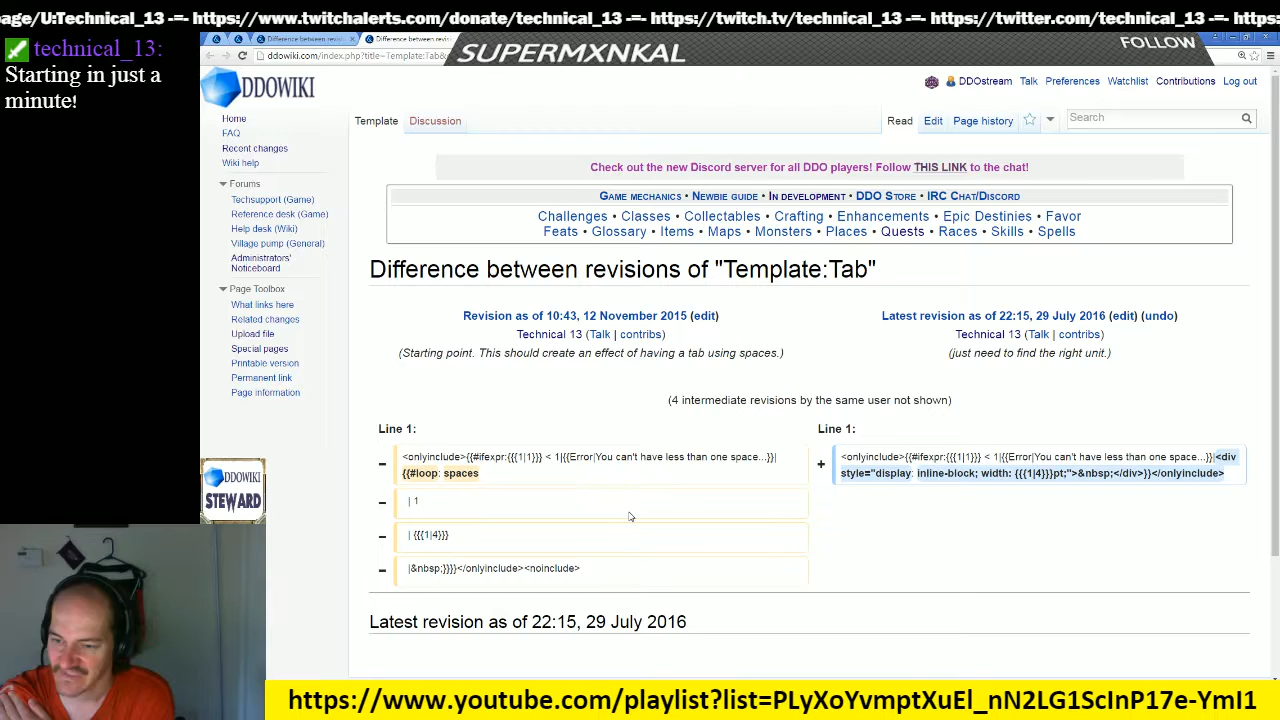 page/U:Technical_13 -=- https://www.twitchalerts.com/donate/technical_13 -=- https://twitch.tv/technical_13 -=- https://twitter.com/technical_13 -=- https:
technical_13:
Starting in just a
minute!
SUPERMXNKAL
FOLLOW
ddowiki.com/index.php?title=Template:Tab&
DDOWIKI
DDOstream Talk Preferences Watchlist Contributions Log out
Template Discussion
Read Edit Page history
Search
Home
FAQ
Recent changes
Wiki help
Forums
Techsupport (Game)
Reference desk (Game)
Help desk (Wiki)
Village pump (General)
Administrators'
Noticeboard
Page Toolbox
What links here
Related changes
Upload file
Special pages
Printable version
Permanent link
Page information
DDOWIKI
STEWARD
Check out the new Discord server for all DDO players! Follow THIS LINK to the chat!
Game mechanics • Newbie guide • In development • DDO Store • IRC Chat/Discord
Challenges • Classes • Collectables • Crafting • Enhancements • Epic Destinies • Favor
Feats • Glossary • Items • Maps • Monsters • Places • Quests • Races • Skills • Spells
Difference between revisions of "Template:Tab"
Revision as of 10:43, 12 November 2015 (edit)
Technical 13 (Talk | contribs)
(Starting point. This should create an effect of having a tab using spaces.)
Latest revision as of 22:15, 29 July 2016 (edit) (undo)
Technical 13 (Talk | contribs)
(just need to find the right unit.)
(4 intermediate revisions by the same user not shown)
Line 1:
<onlyinclude>{{#ifexpr:{{{1|1}}} < 1|{{Error|You can't have less than one space...}}|
{{#loop: spaces
| 1
| {{{1|4}}}
|&nbsp;}}}}</onlyinclude><noinclude>
Line 1:
<onlyinclude>{{#ifexpr:{{{1|1}}} < 1|{{Error|You can't have less than one space...}}|<div
style="display: inline-block; width: {{{1|4}}}pt;">&nbsp;</div>}}</onlyinclude>
Latest revision as of 22:15, 29 July 2016
https://www.youtube.com/playlist?list=PLyXoYvmptXuEl_nN2LG1ScInP17e-YmI1